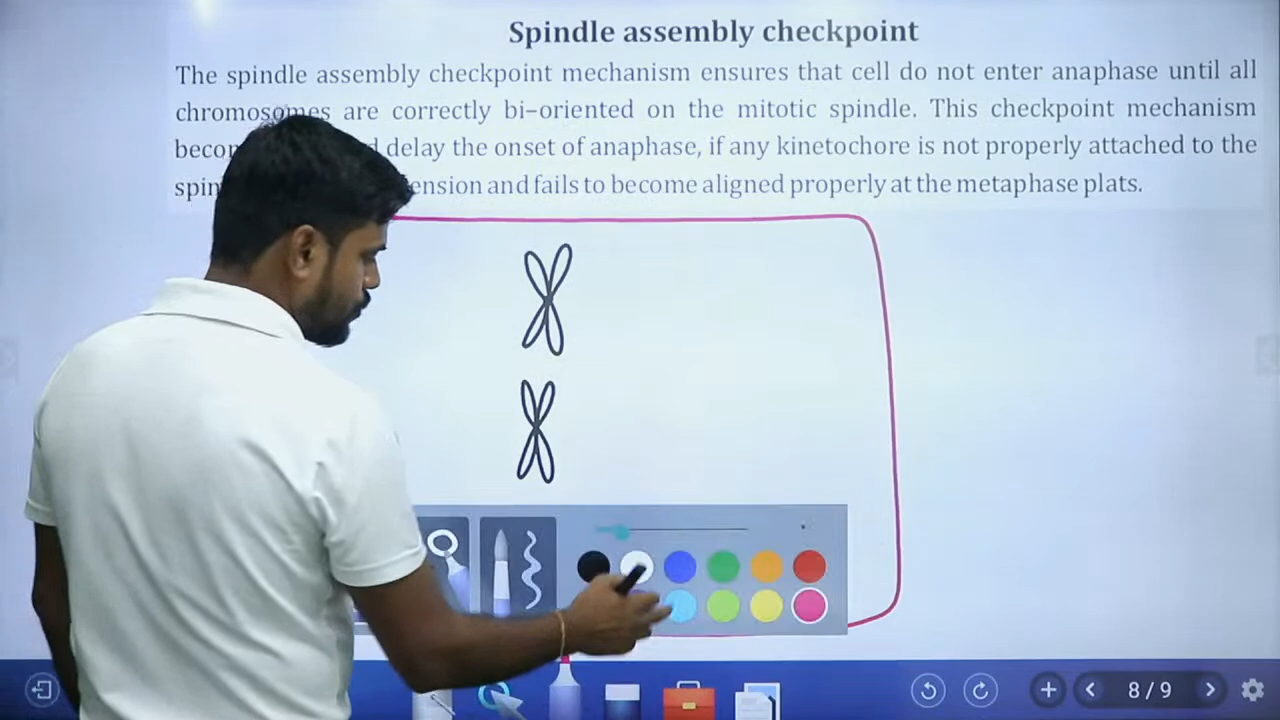 Spindle assembly checkpoint
The spindle assembly checkpoint mechanism ensures that cell do not enter anaphase until all
chromosomes are correctly bi-oriented on the mitotic spindle. This checkpoint mechanism
delay the onset of anaphase, if any kinetochore is not properly attached to the
and fails to become aligned properly at the metaphase plats.
8/9